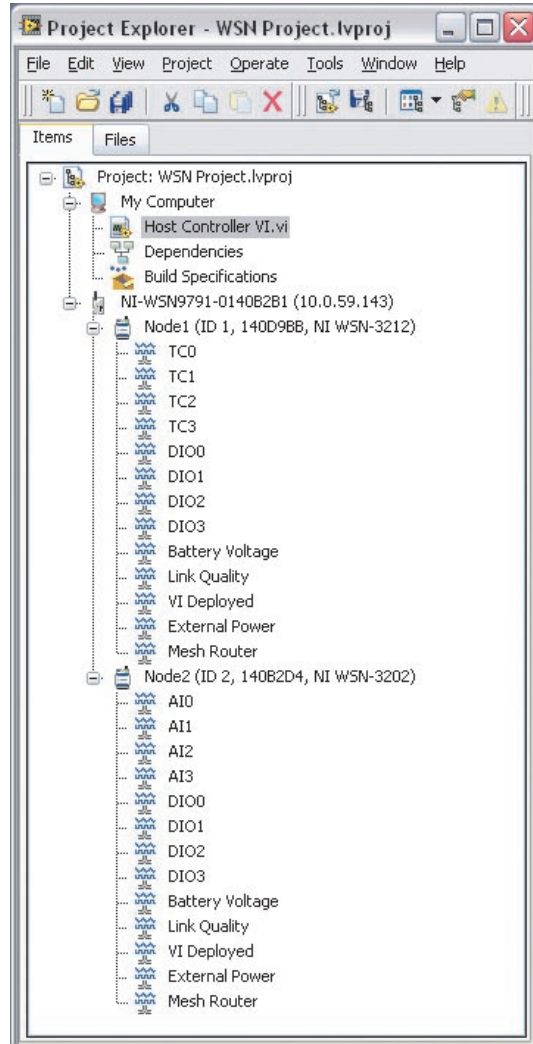 Project Explorer - WSN Project.lvproj
File Edit View Project Operate Tools Window Help
Items Files
Project: WSN Project.lvproj
My Computer
Host Controller VI.vi
Dependencies
Build Specifications
NI-WSN9791-0140B2B1 (10.0.59.143)
Node1 (ID 1, 140D9BB, NI WSN-3212)
TC0
TC1
TC2
TC3
DIO0
DIO1
DIO2
DIO3
Battery Voltage
Link Quality
VI Deployed
External Power
Mesh Router
Node2 (ID 2, 140B2D4, NI WSN-3202)
AI0
AI1
AI2
AI3
DIO0
DIO1
DIO2
DIO3
Battery Voltage
Link Quality
VI Deployed
External Power
Mesh Router